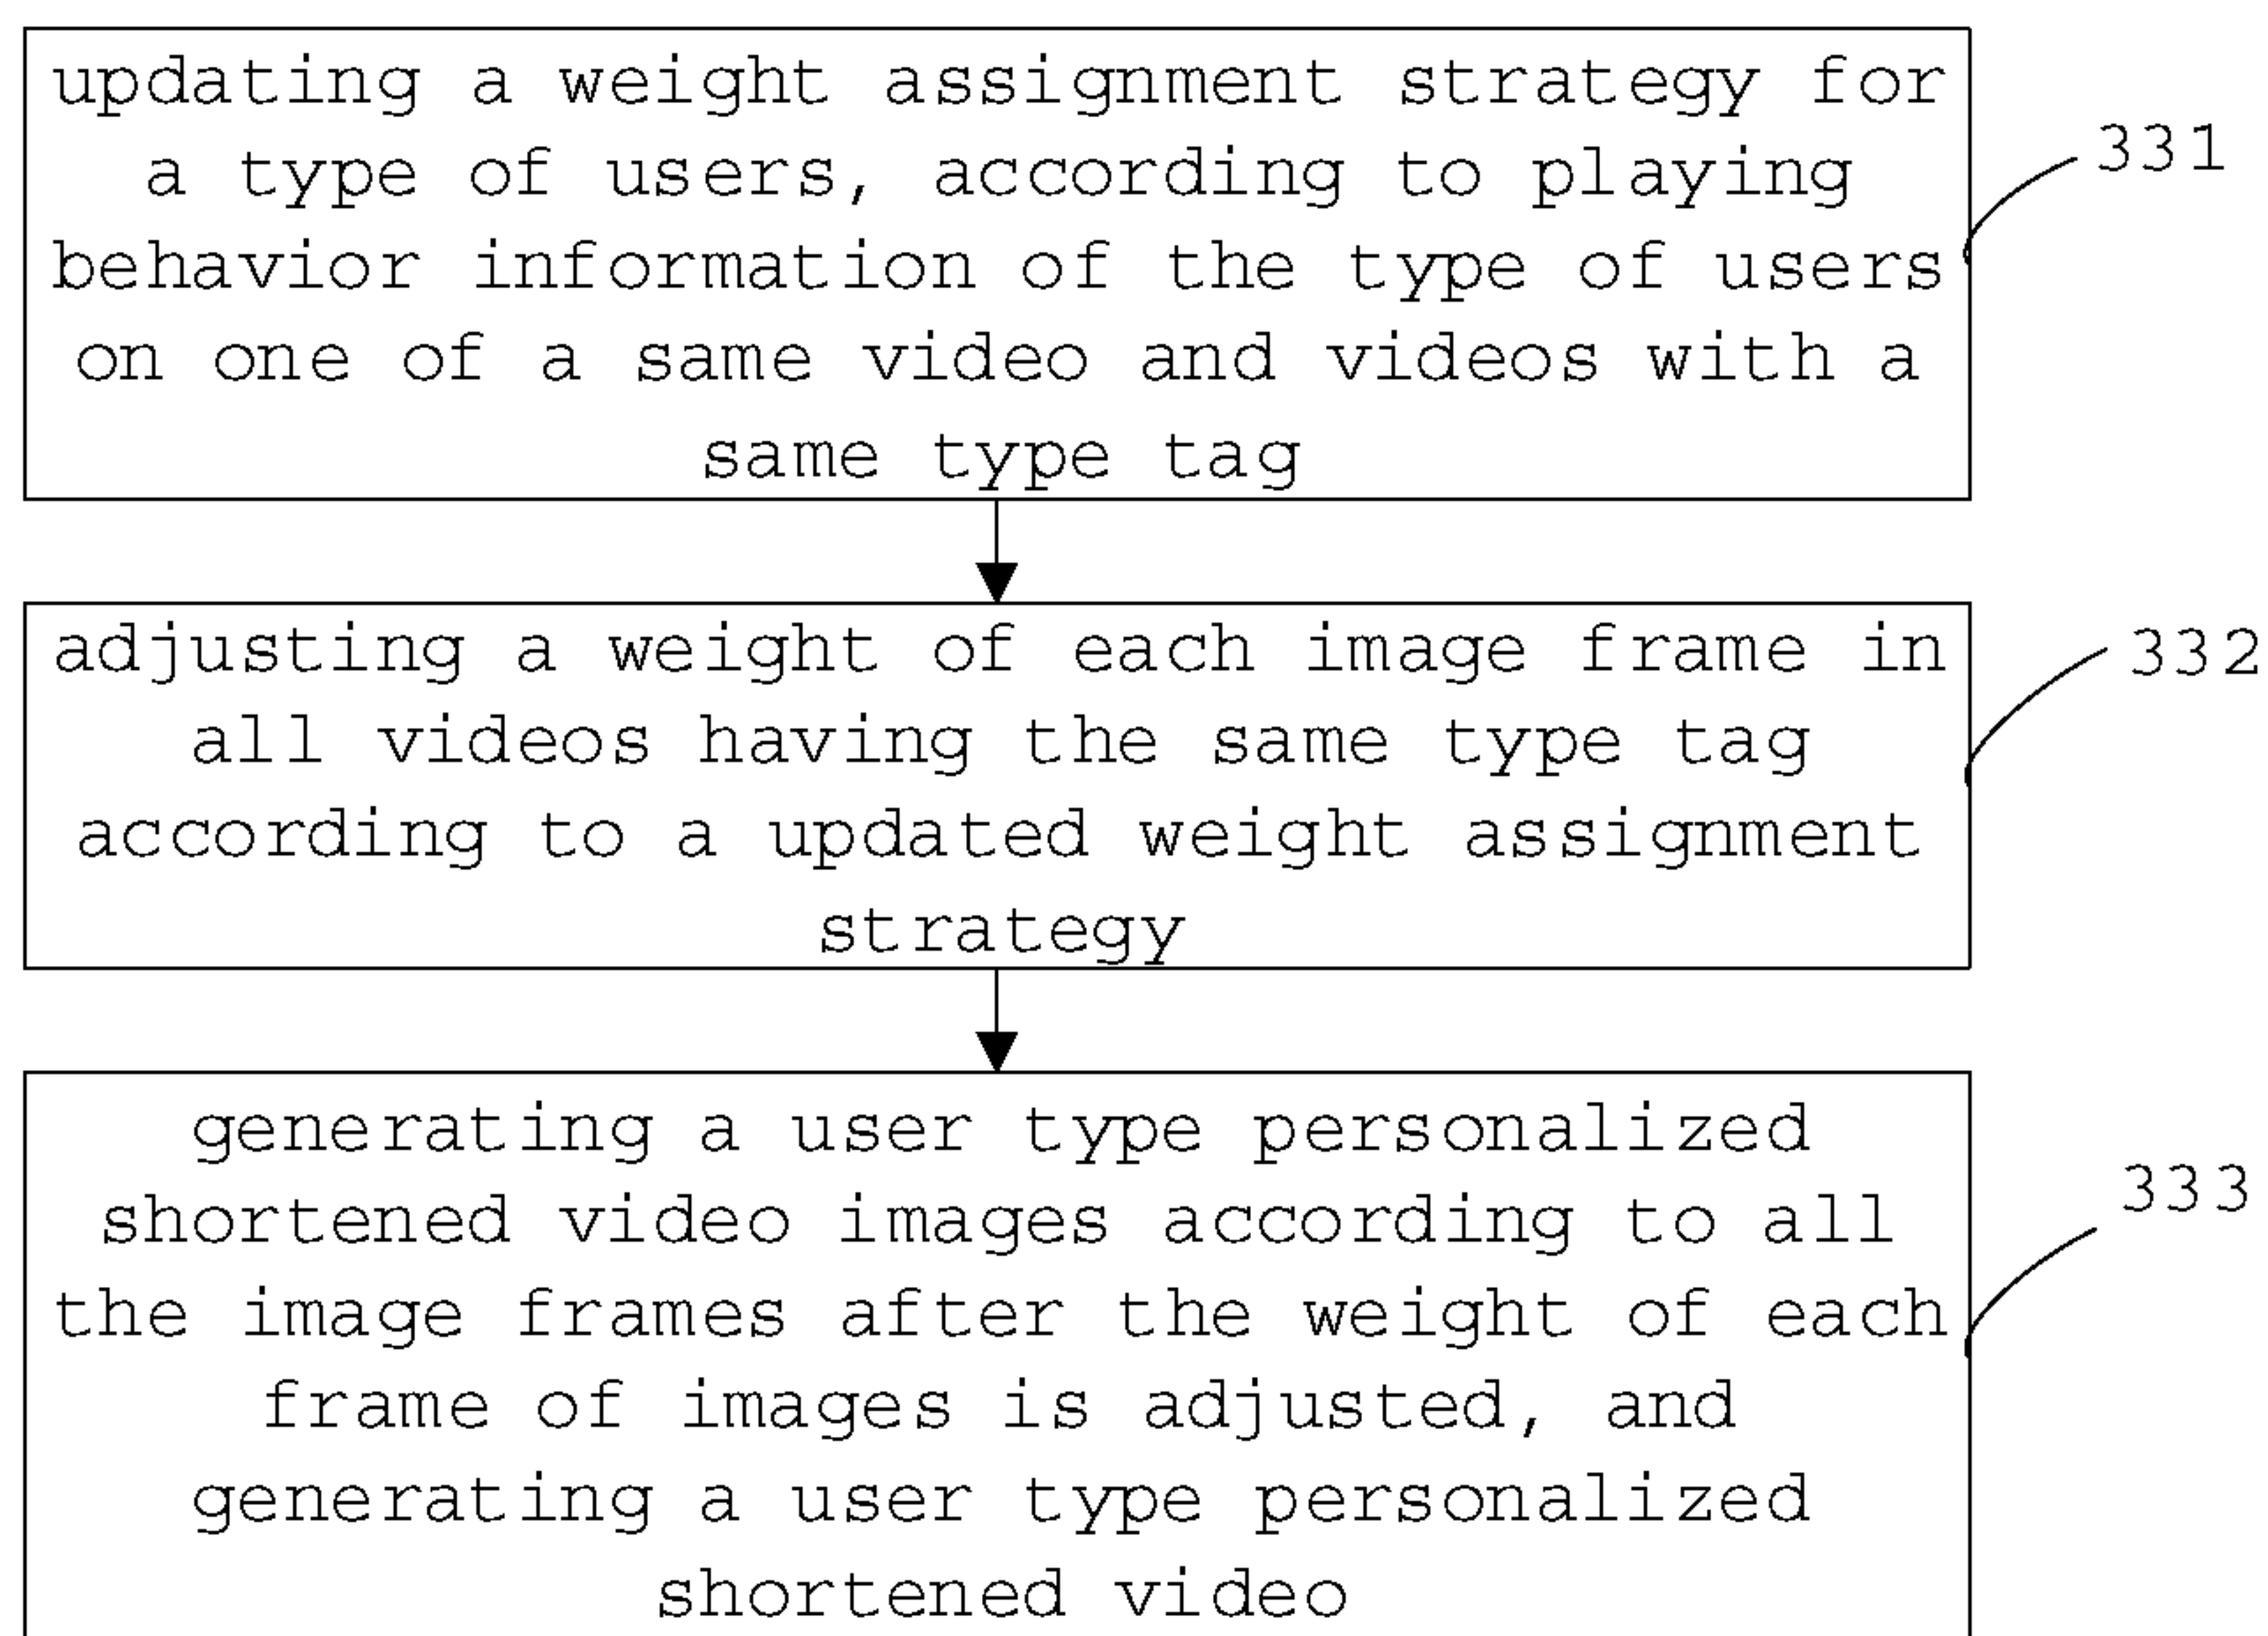 updating a weight assignment strategy for
a type of users, according to playing
behavior information of the type of users
on one of a same video and videos with a
same type tag
331
adjusting a weight of each image frame in
all videos having the same type tag
according to a updated weight assignment
strategy
332
generating a user type personalized
shortened video images according to all
the image frames after the weight of each
frame of images is adjusted, and
generating a user type personalized
shortened video
333